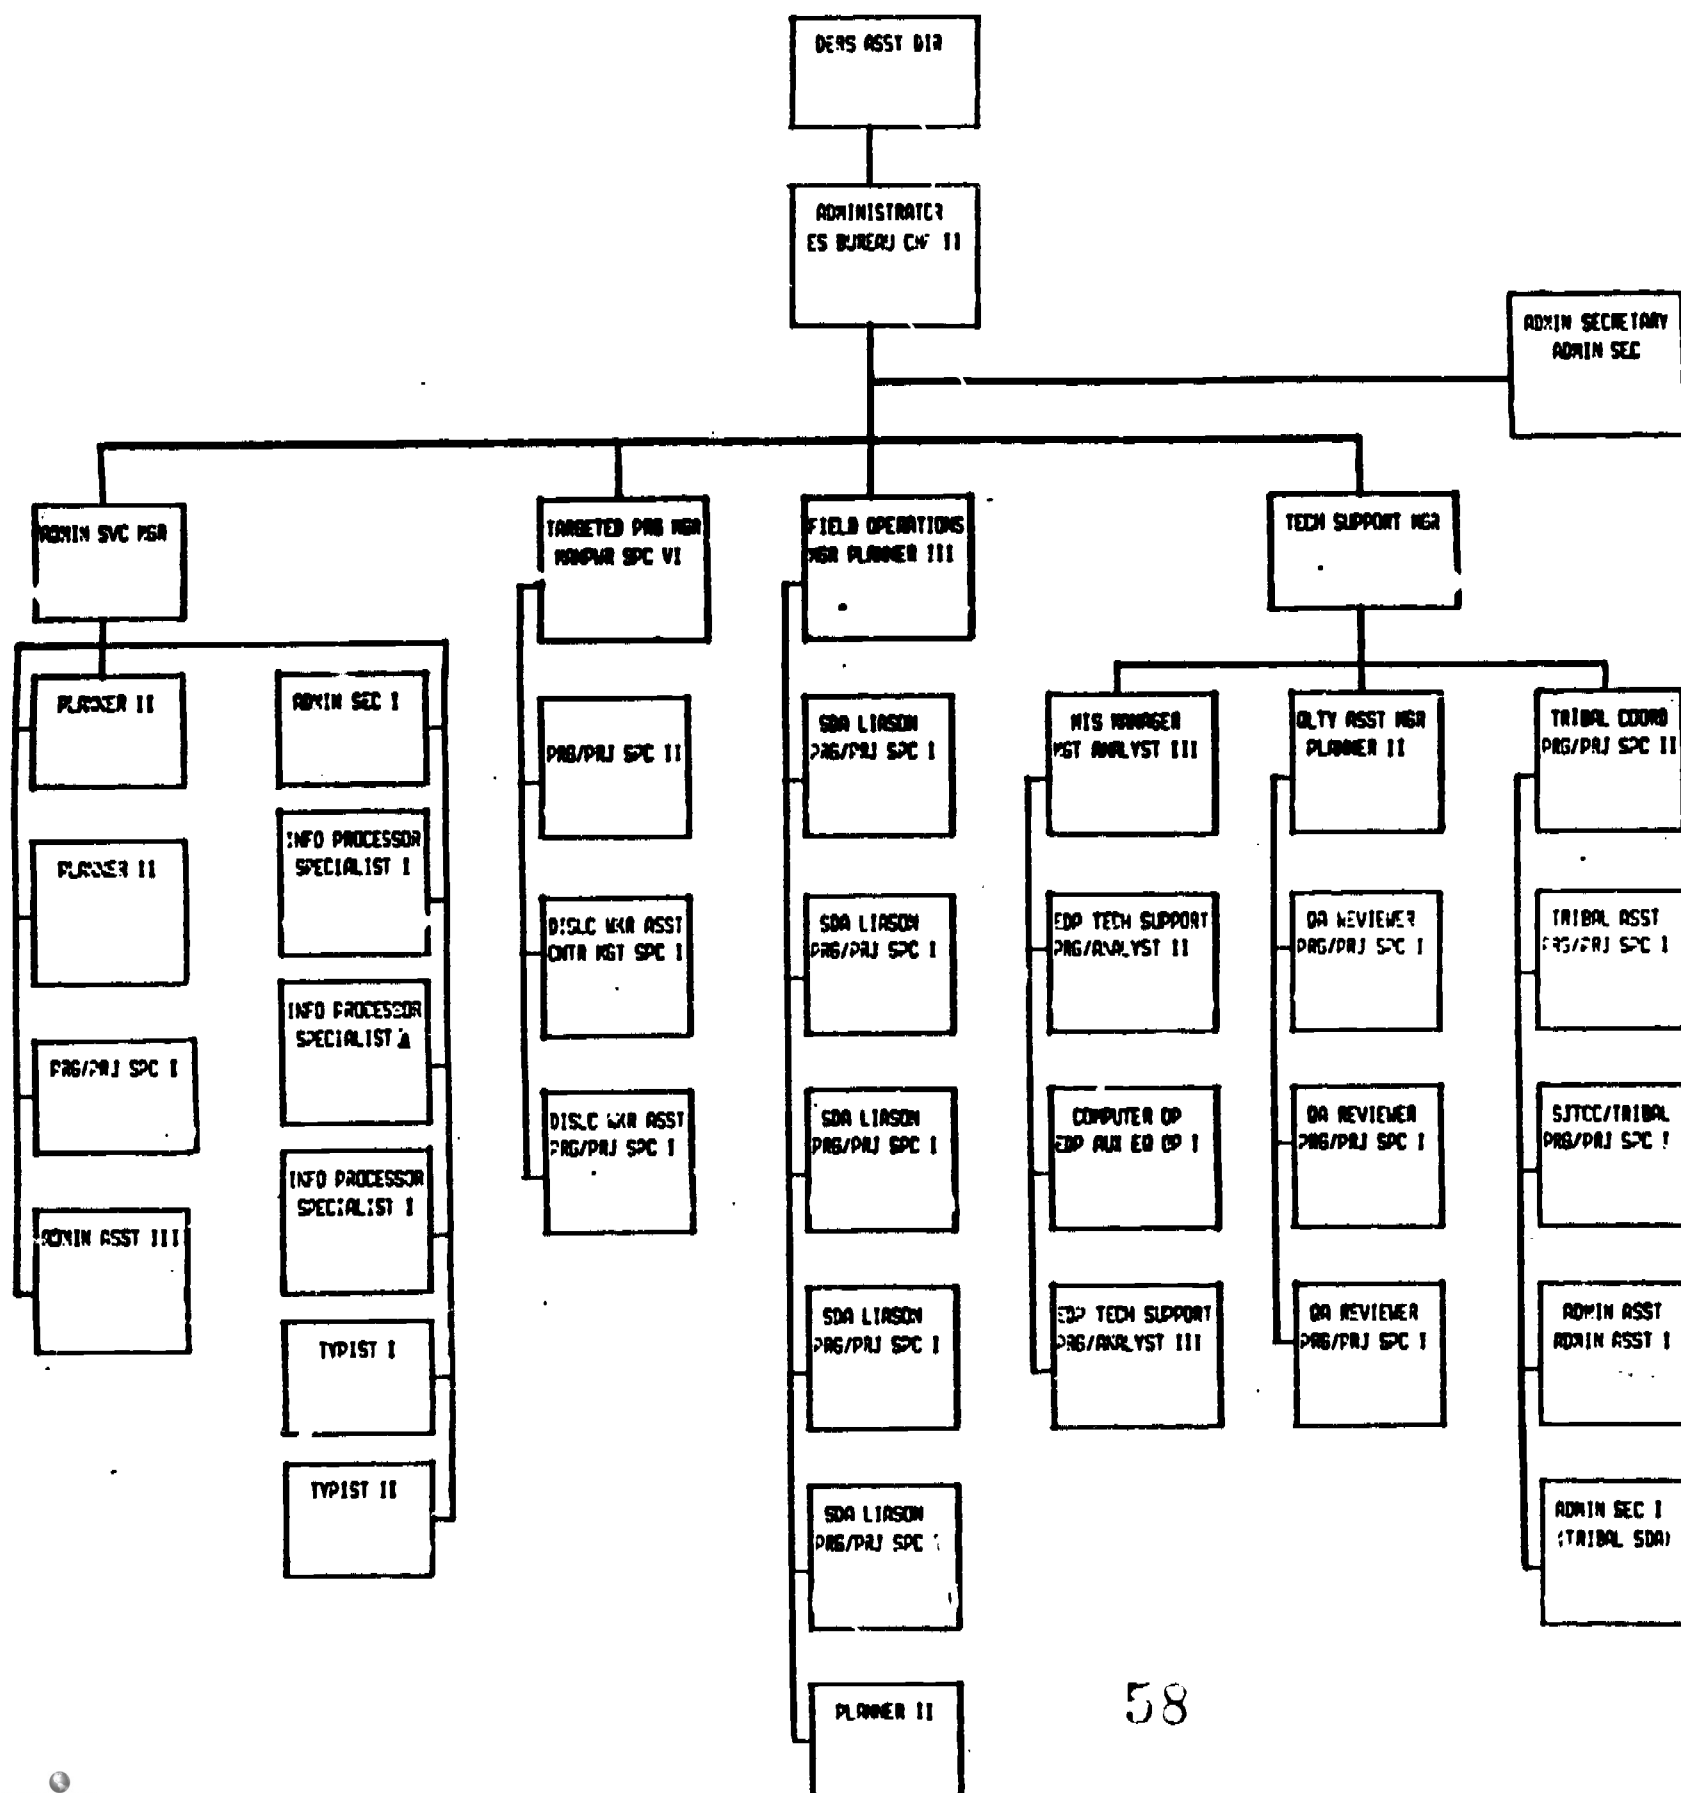 DERS ASST DIR
ADMINISTRATOR
ES BUREAU CHF II
ADMIN SECRETARY
ADMIN SEC
ADMIN SVC MGR
TARGETED PRG MGR
MANPWR SPC VI
FIELD OPERATIONS
MGR PLANNER III
TECH SUPPORT MGR
PLANNER II
PLANNER II
PRG/PRJ SPC I
ADMIN ASST III
ADMIN SEC I
INFO PROCESSOR
SPECIALIST I
INFO PROCESSOR
SPECIALIST
INFO PROCESSOR
SPECIALIST I
TYPIST I
TYPIST II
PRG/PRJ SPC II
DISLC WKR ASST
CNTR MGT SPC I
DISLC WKR ASST
PRG/PRJ SPC I
SDA LIASON
PRG/PRJ SPC I
SDA LIASON
PRG/PRJ SPC I
SDA LIASON
PRG/PRJ SPC I
SDA LIASON
PRG/PRJ SPC I
SDA LIASON
PRG/PRJ SPC
PLANNER II
MIS MANAGER
MGT ANALYST III
EDP TECH SUPPORT
PRG/ANALYST II
COMPUTER OP
EDP AUX EQ OP I
EDP TECH SUPPORT
PRG/ANALYST III
QLTY ASST MGR
PLANNER II
QA REVIEWER
PRG/PRJ SPC I
QA REVIEWER
PRG/PRJ SPC I
QA REVIEWER
PRG/PRJ SPC I
TRIBAL COORD
PRG/PRJ SPC II
TRIBAL ASST
PRG/PRJ SPC I
SJTCC/TRIBAL
PRG/PRJ SPC I
ADMIN ASST
ADMIN ASST I
ADMIN SEC I
(TRIBAL SDA)
58